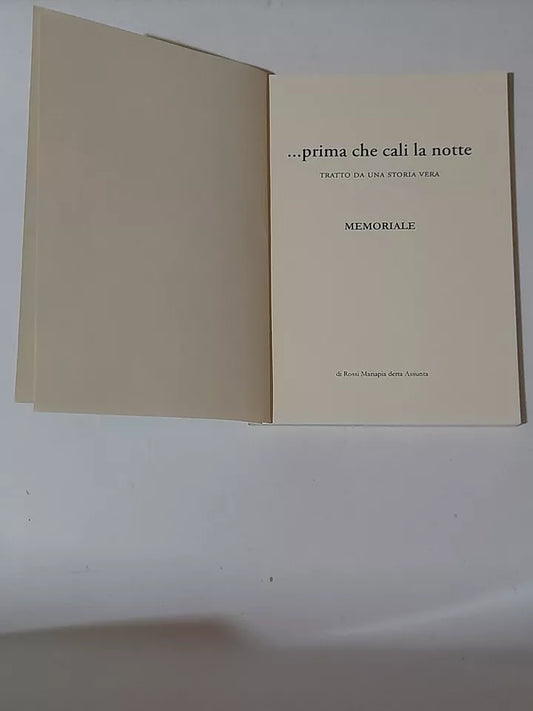 ...prima che cali la notte
TRATTO DA UNA STORIA VERA
MEMORIALE
di Rossi Mariapia detta Assunta